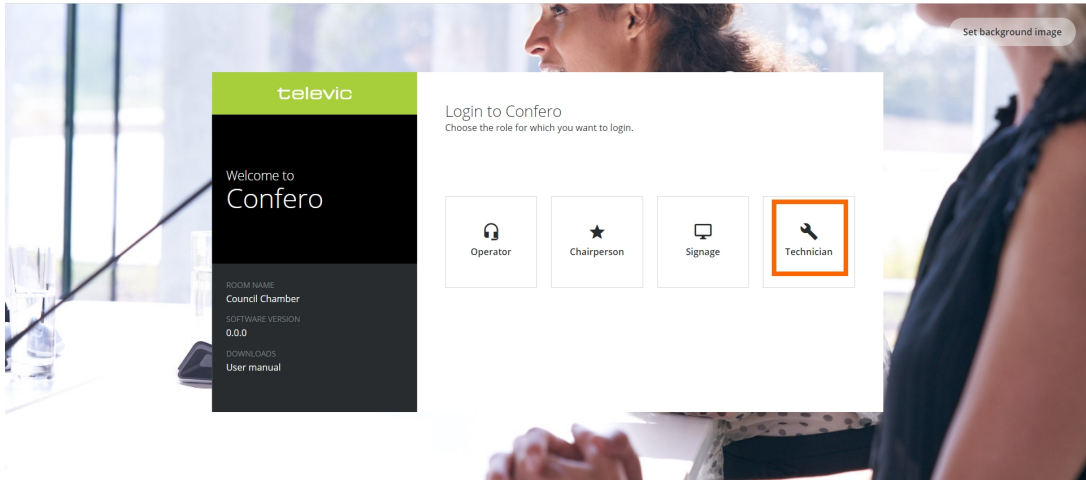 Set background image
televic
Welcome to
Confero
ROOM NAME
Council Chamber
SOFTWARE VERSION
0.0.0
DOWNLOADS
User manual
Login to Confero
Choose the role for which you want to login.
Operator
Chairperson
Signage
Technician